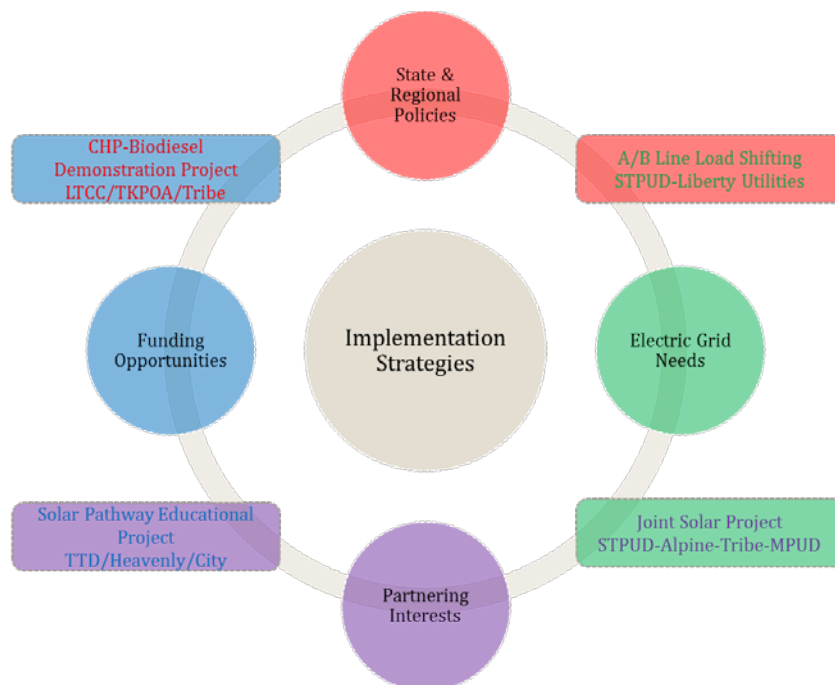 State &
Regional
Policies
CHP-Biodiesel
Demonstration Project
LTCC/TKPOA/Tribe
A/B Line Load Shifting
STPUD-Liberty Utilities
Funding
Opportunities
Implementation
Strategies
Electric Grid
Needs
Solar Pathway Educational
Project
TTD/Heavenly/City
Joint Solar Project
STPUD-Alpine-Tribe-MPUD
Partnering
Interests